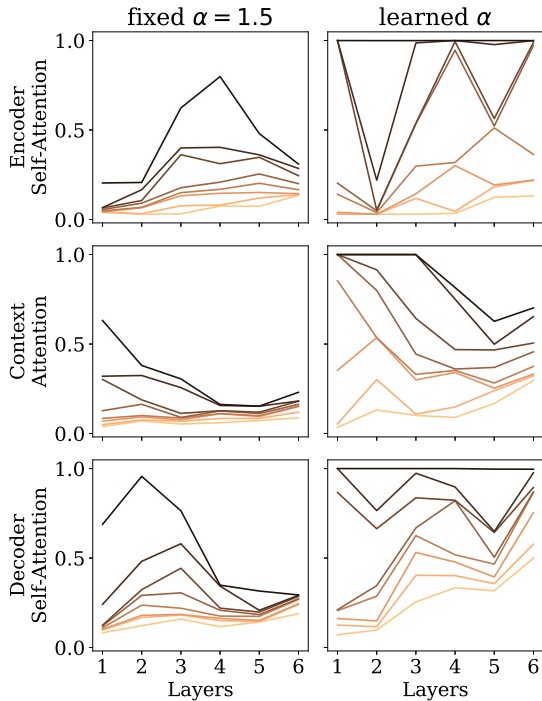 fixed α = 1.5
learned α
Encoder
Self-Attention
1.0
0.5
0.0
Context
Attention
1.0
0.5
0.0
Decoder
Self-Attention
1.0
0.5
0.0
1 2 3 4 5 6
1 2 3 4 5 6
Layers
Layers